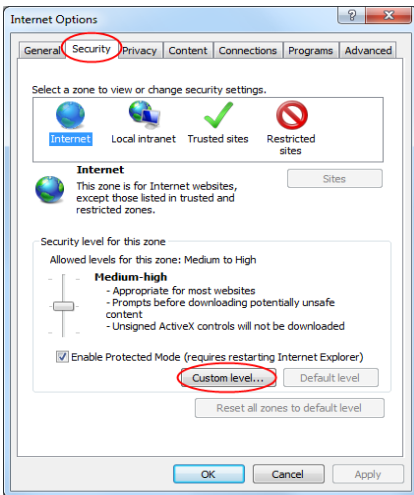 Internet Options
General Security Privacy Content Connections Programs Advanced
Select a zone to view or change security settings.
Internet Local intranet Trusted sites Restricted
sites
Internet
Sites
This zone is for Internet websites,
except those listed in trusted and
restricted zones.
Security level for this zone
Allowed levels for this zone: Medium to High
Medium-high
- Appropriate for most websites
- Prompts before downloading potentially unsafe
content
- Unsigned ActiveX controls will not be downloaded
Enable Protected Mode (requires restarting Internet Explorer)
Custom level... Default level
Reset all zones to default level
OK Cancel Apply